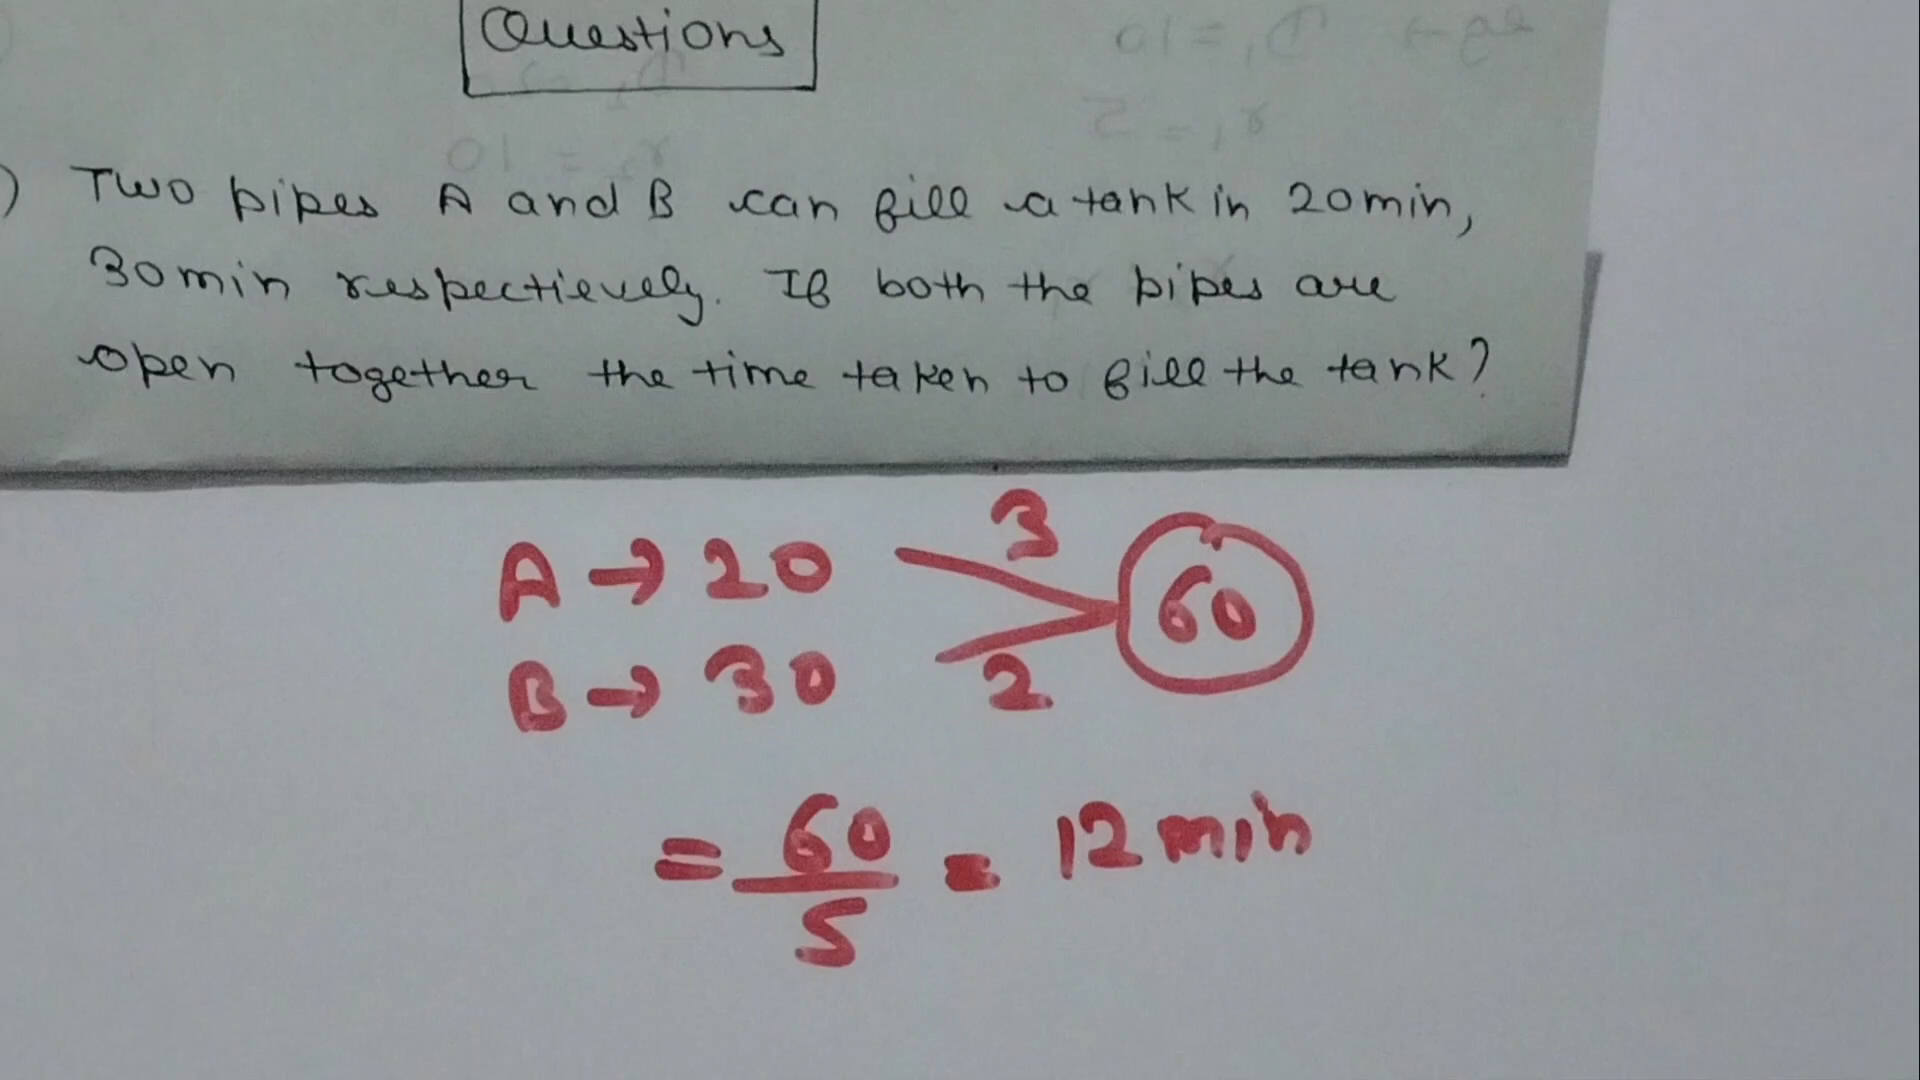 Questions
) Two pipes A and B can fill a tank in 20min,
30min respectievely. If both the pipes are
open together the time taken to fill the tank?
A → 20 3 60
B → 30 2
= 60/5 = 12 min